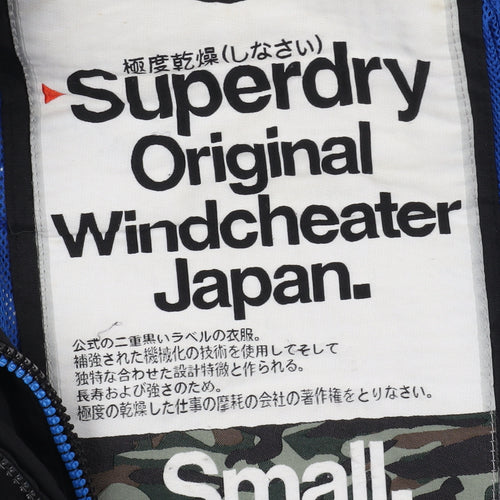 極度乾燥(しなさい)
Superdry
Original
Windcheater
Japan.
公式の二重黒いラベルの衣服。
補強された機械化の技術を使用してそして
独特な合わせた設計特徴と作られる。
長寿および強さのため。
極度の乾燥した仕事の摩耗の会社の著作権をとりなさい。
Small